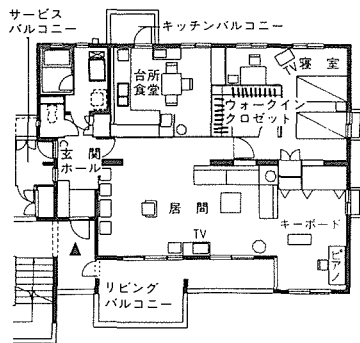 サービス
バルコニー
キッチンバルコニー
台所
食堂
TV
寝室
ウォークイン
クロゼット
玄関
ホール
居間
キーボード
TV
ピアノ
リビング
バルコニー